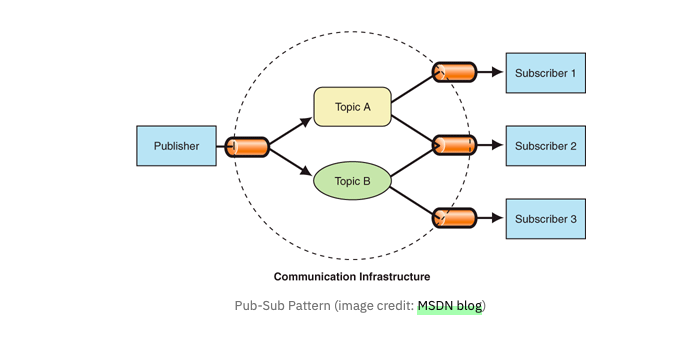 Subscriber 1
Topic A
Publisher
Subscriber 2
Topic B
Subscriber 3
Communication Infrastructure
Pub-Sub Pattern (image credit: MSDN blog)